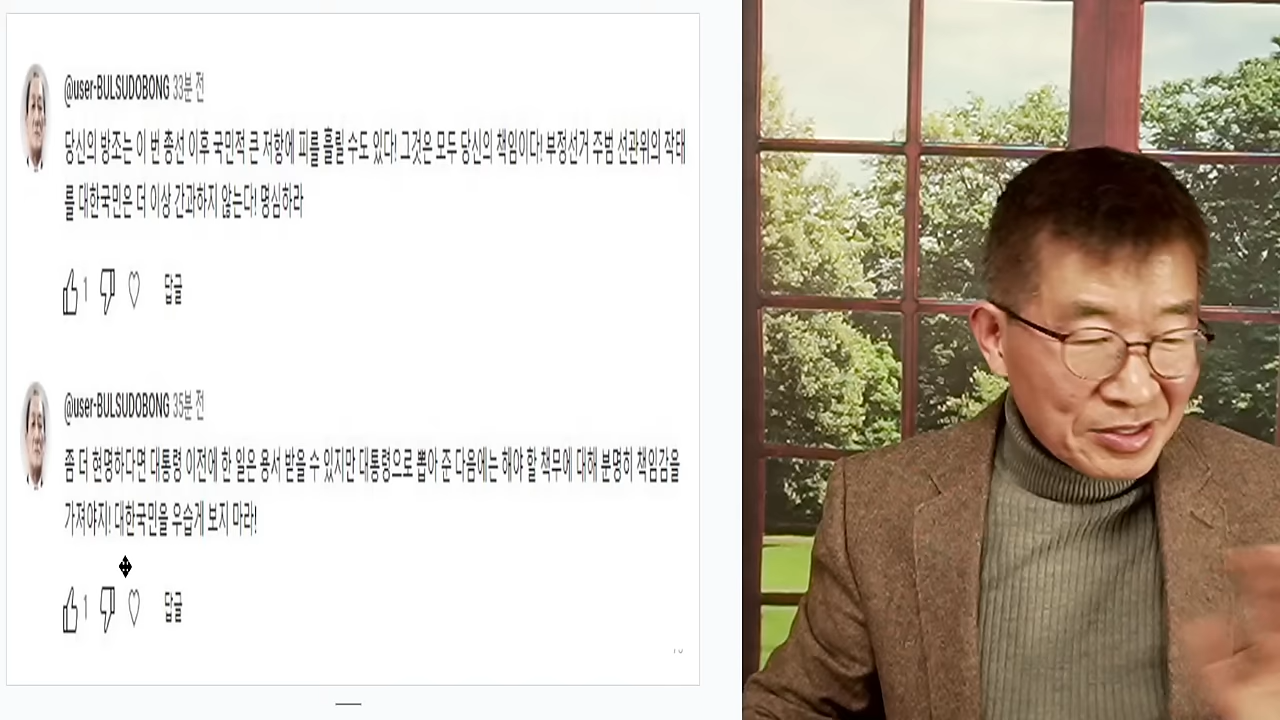 @user-BULSUDOBONG 33분 전
당신의 방조는 이 번 총선 이후 국민적 큰 저항에 피를 흘릴 수도 있다! 그것은 모두 당신의 책임이다! 부정선거 주범 선관위의 작태
를 대한국민은 더 이상 간과하지 않는다! 명심하라
1 답글
@user-BULSUDOBONG 35분 전
좀 더 현명하다면 대통령 이전에 한 일은 용서 받을 수 있지만 대통령으로 뽑아 준 다음에는 해야 할 책무에 대해 분명히 책임감을
가져야지! 대한국민을 우습게 보지 마라!
1 답글